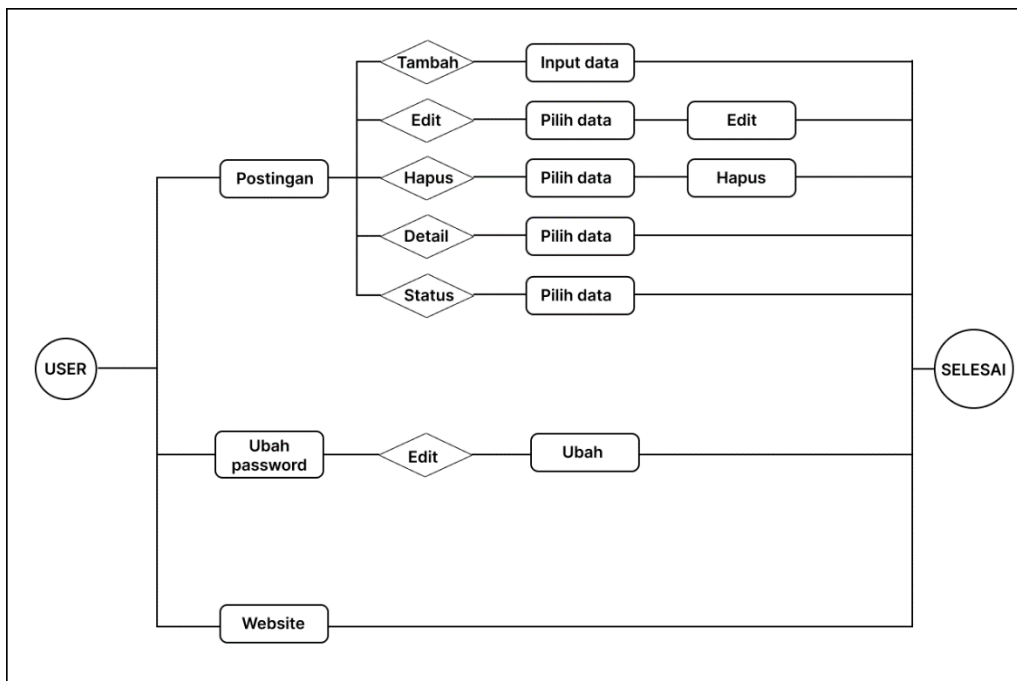 Tambah
Input data
Edit
Pilih data
Edit
Postingan
Hapus
Pilih data
Hapus
Detail
Pilih data
Status
Pilih data
USER
SELESAI
Ubah
password
Edit
Ubah
Website